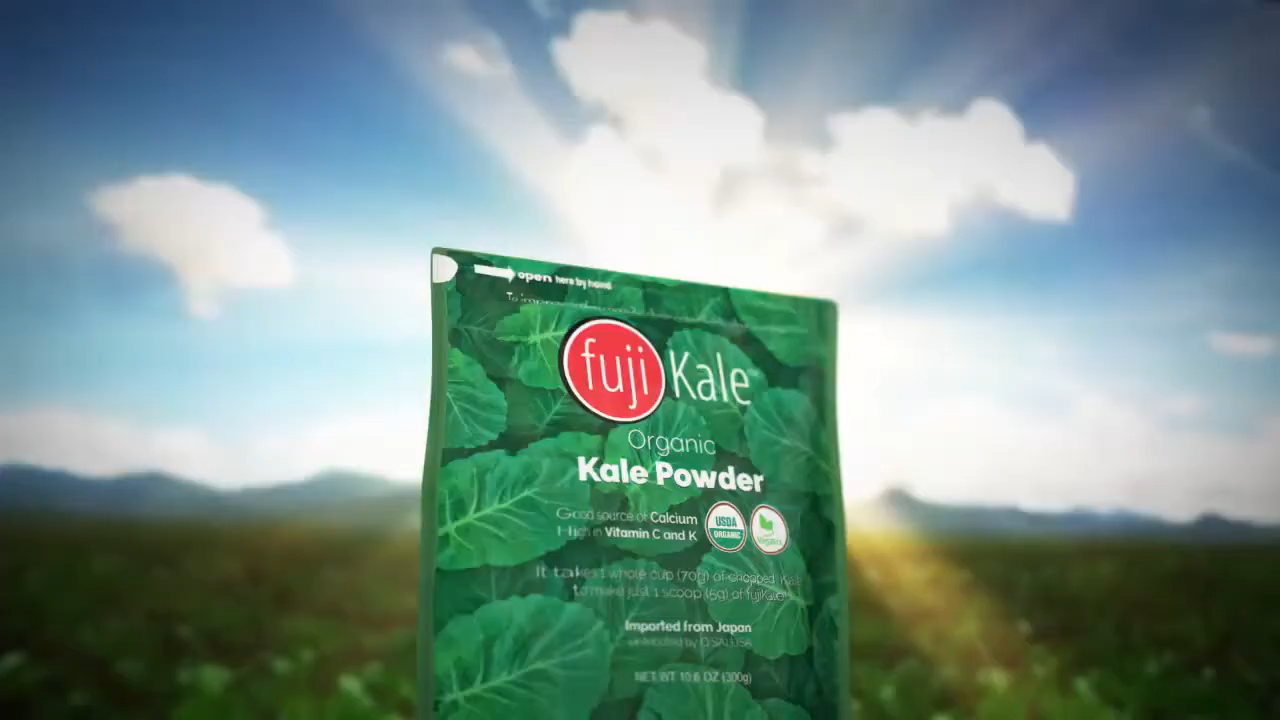 open here by hand
fuji Kale
Organic
Kale Powder
Good source of Calcium
High in Vitamin C and K
USDA
ORGANIC
It takes 1 whole cup (70g) of chopped Kale
to make just 1 scoop (5g) of fujiKale
Imported from Japan
NET WT 10.6 OZ (300g)